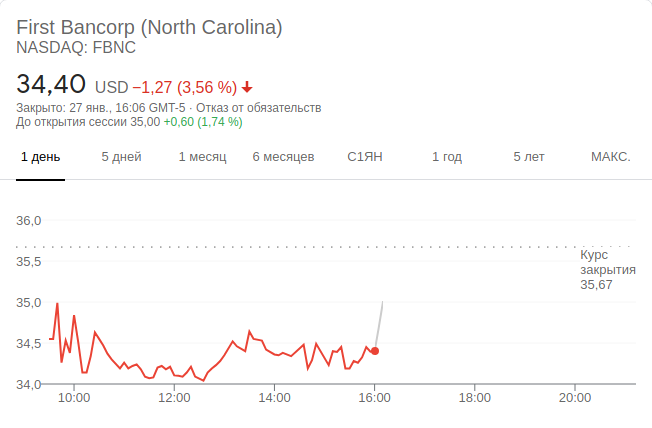 First Bancorp (North Carolina)
NASDAQ: FBNC
34,40 USD −1,27 (3,56 %)
Закрыто: 27 янв., 16:06 GMT-5 · Отказ от обязательств
До открытия сессии 35,00 +0,60 (1,74 %)
1 день 5 дней 1 месяц 6 месяцев С1ЯН 1 год 5 лет МАКС.
36,0
Курс
закрытия
35,67
35,5
35,0
34,5
34,0
10:00 12:00 14:00 16:00 18:00 20:00